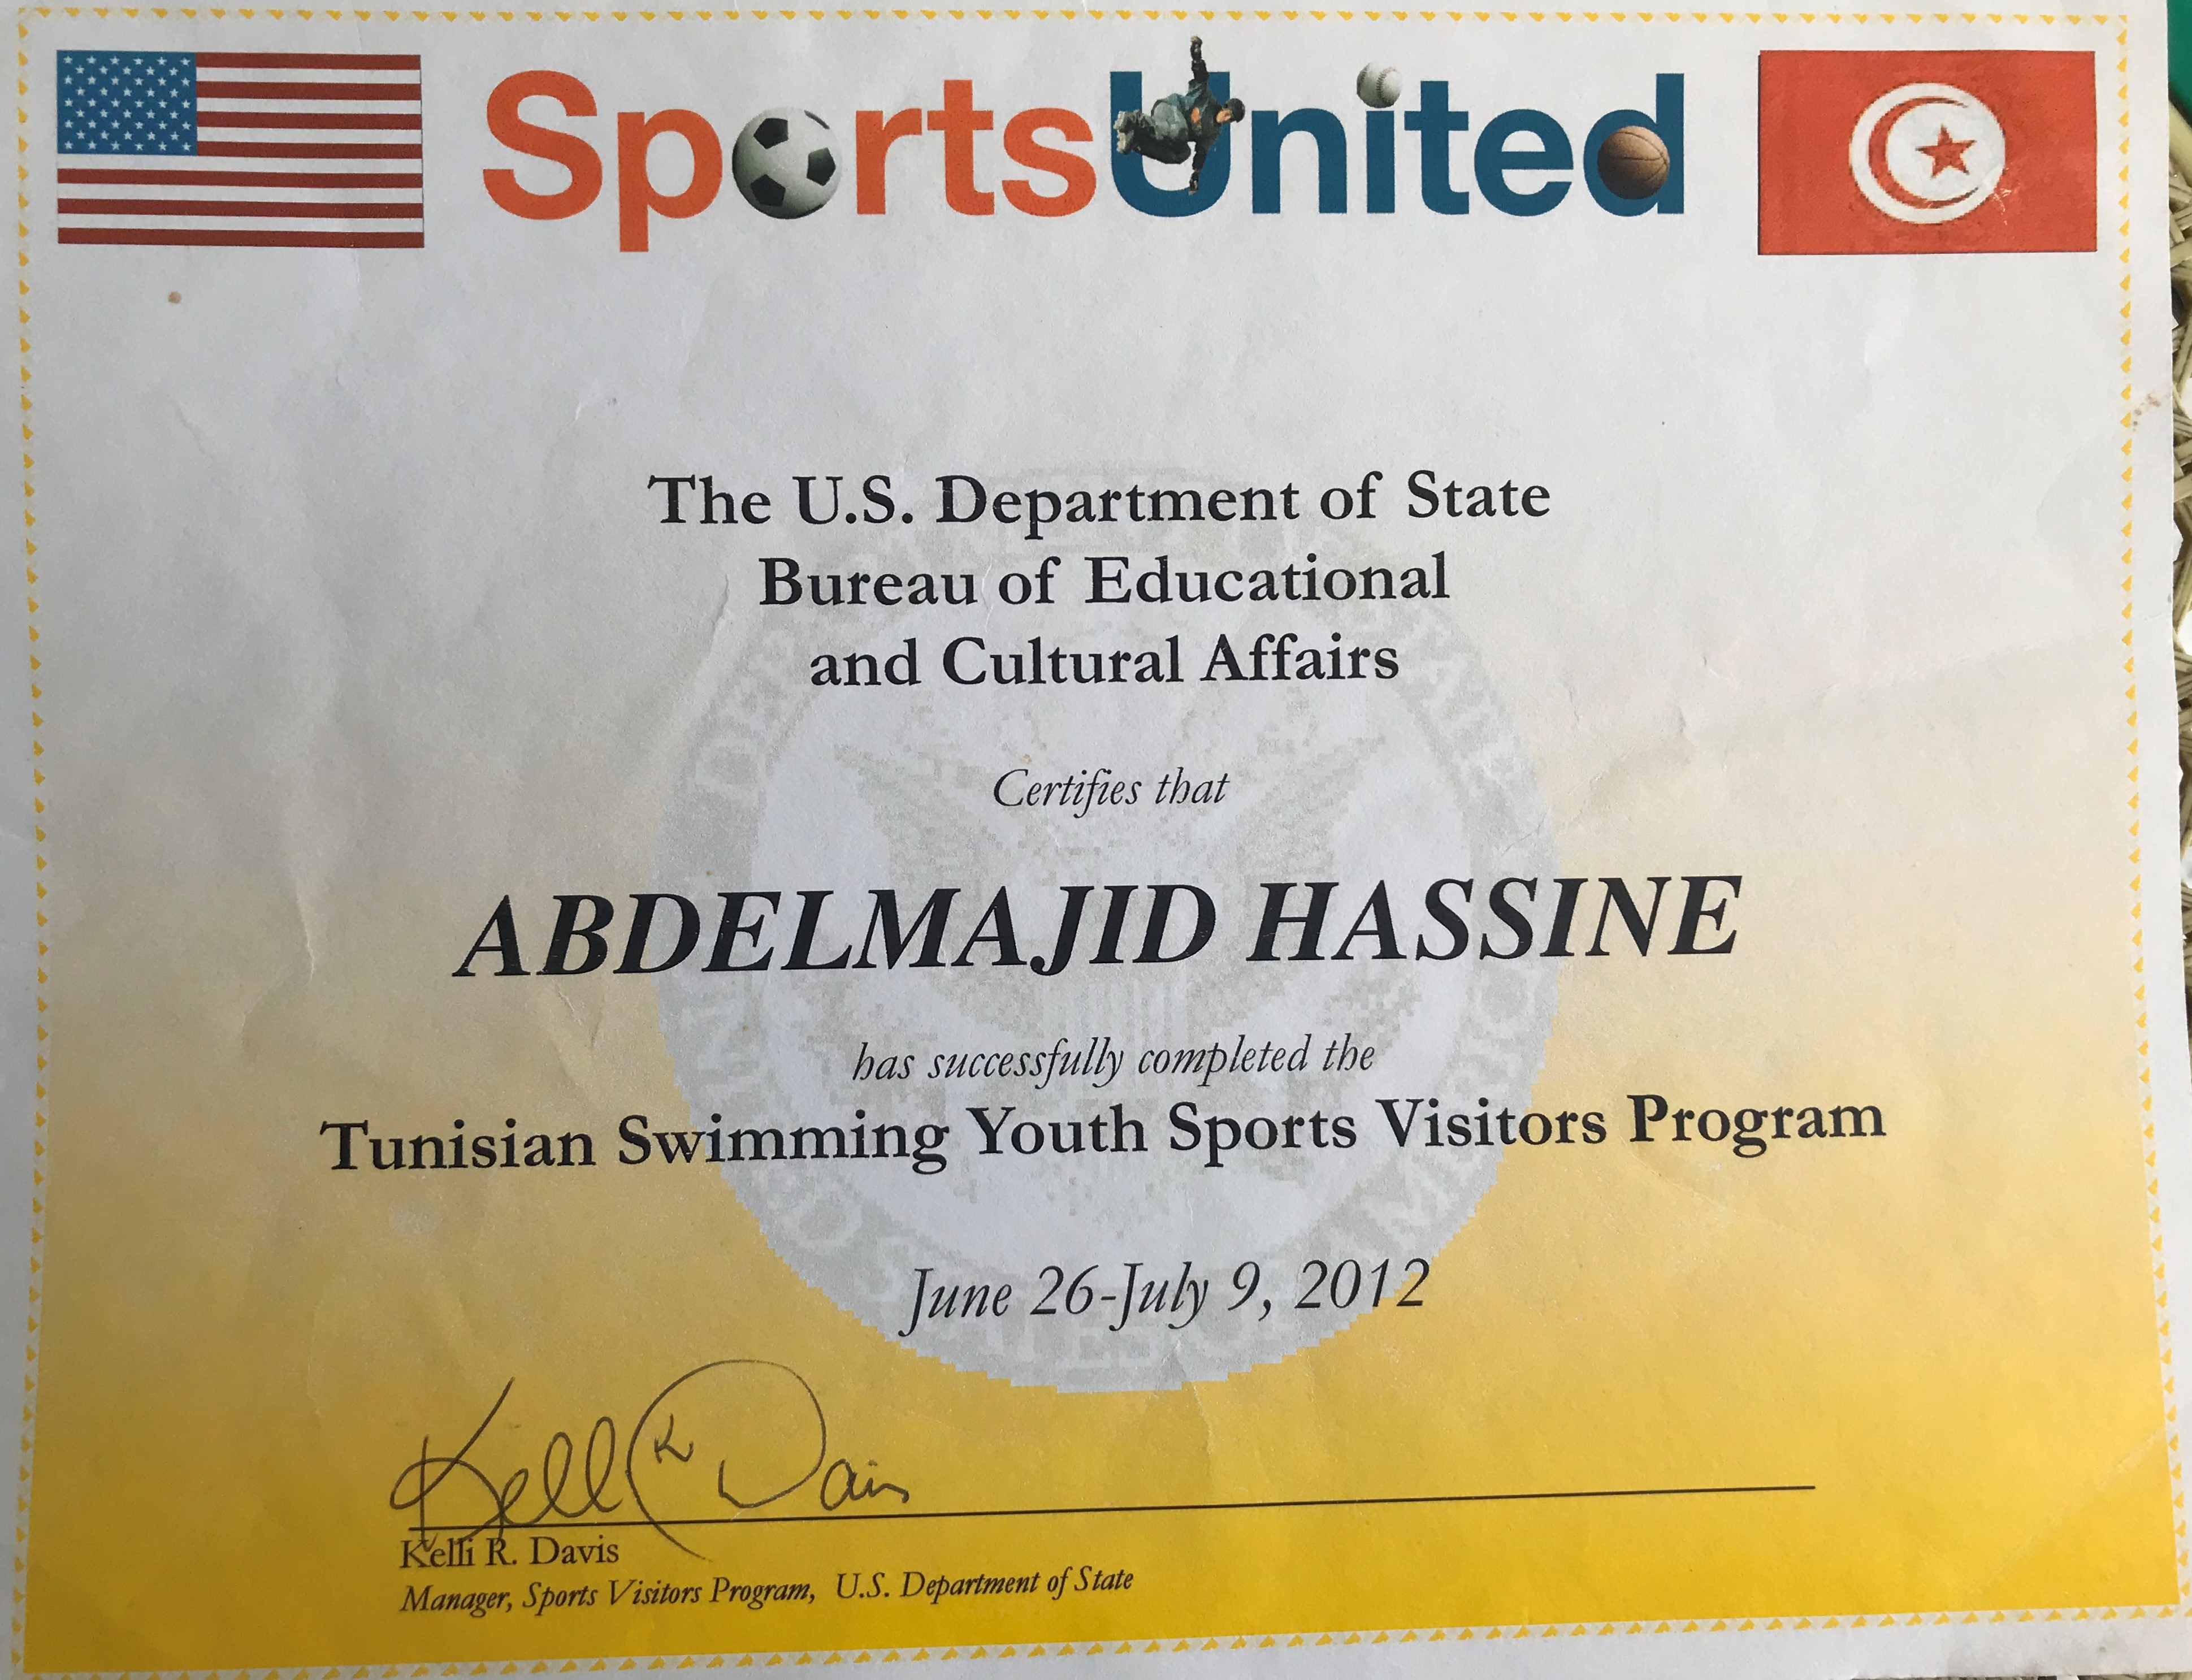 SportsUnited
The U.S. Department of State
Bureau of Educational
and Cultural Affairs
Certifies that
ABDELMAJID HASSINE
has successfully completed the
Tunisian Swimming Youth Sports Visitors Program
June 26-July 9, 2012
Kelli R Davis
Kelli R. Davis
Manager, Sports Visitors Program, U.S. Department of State